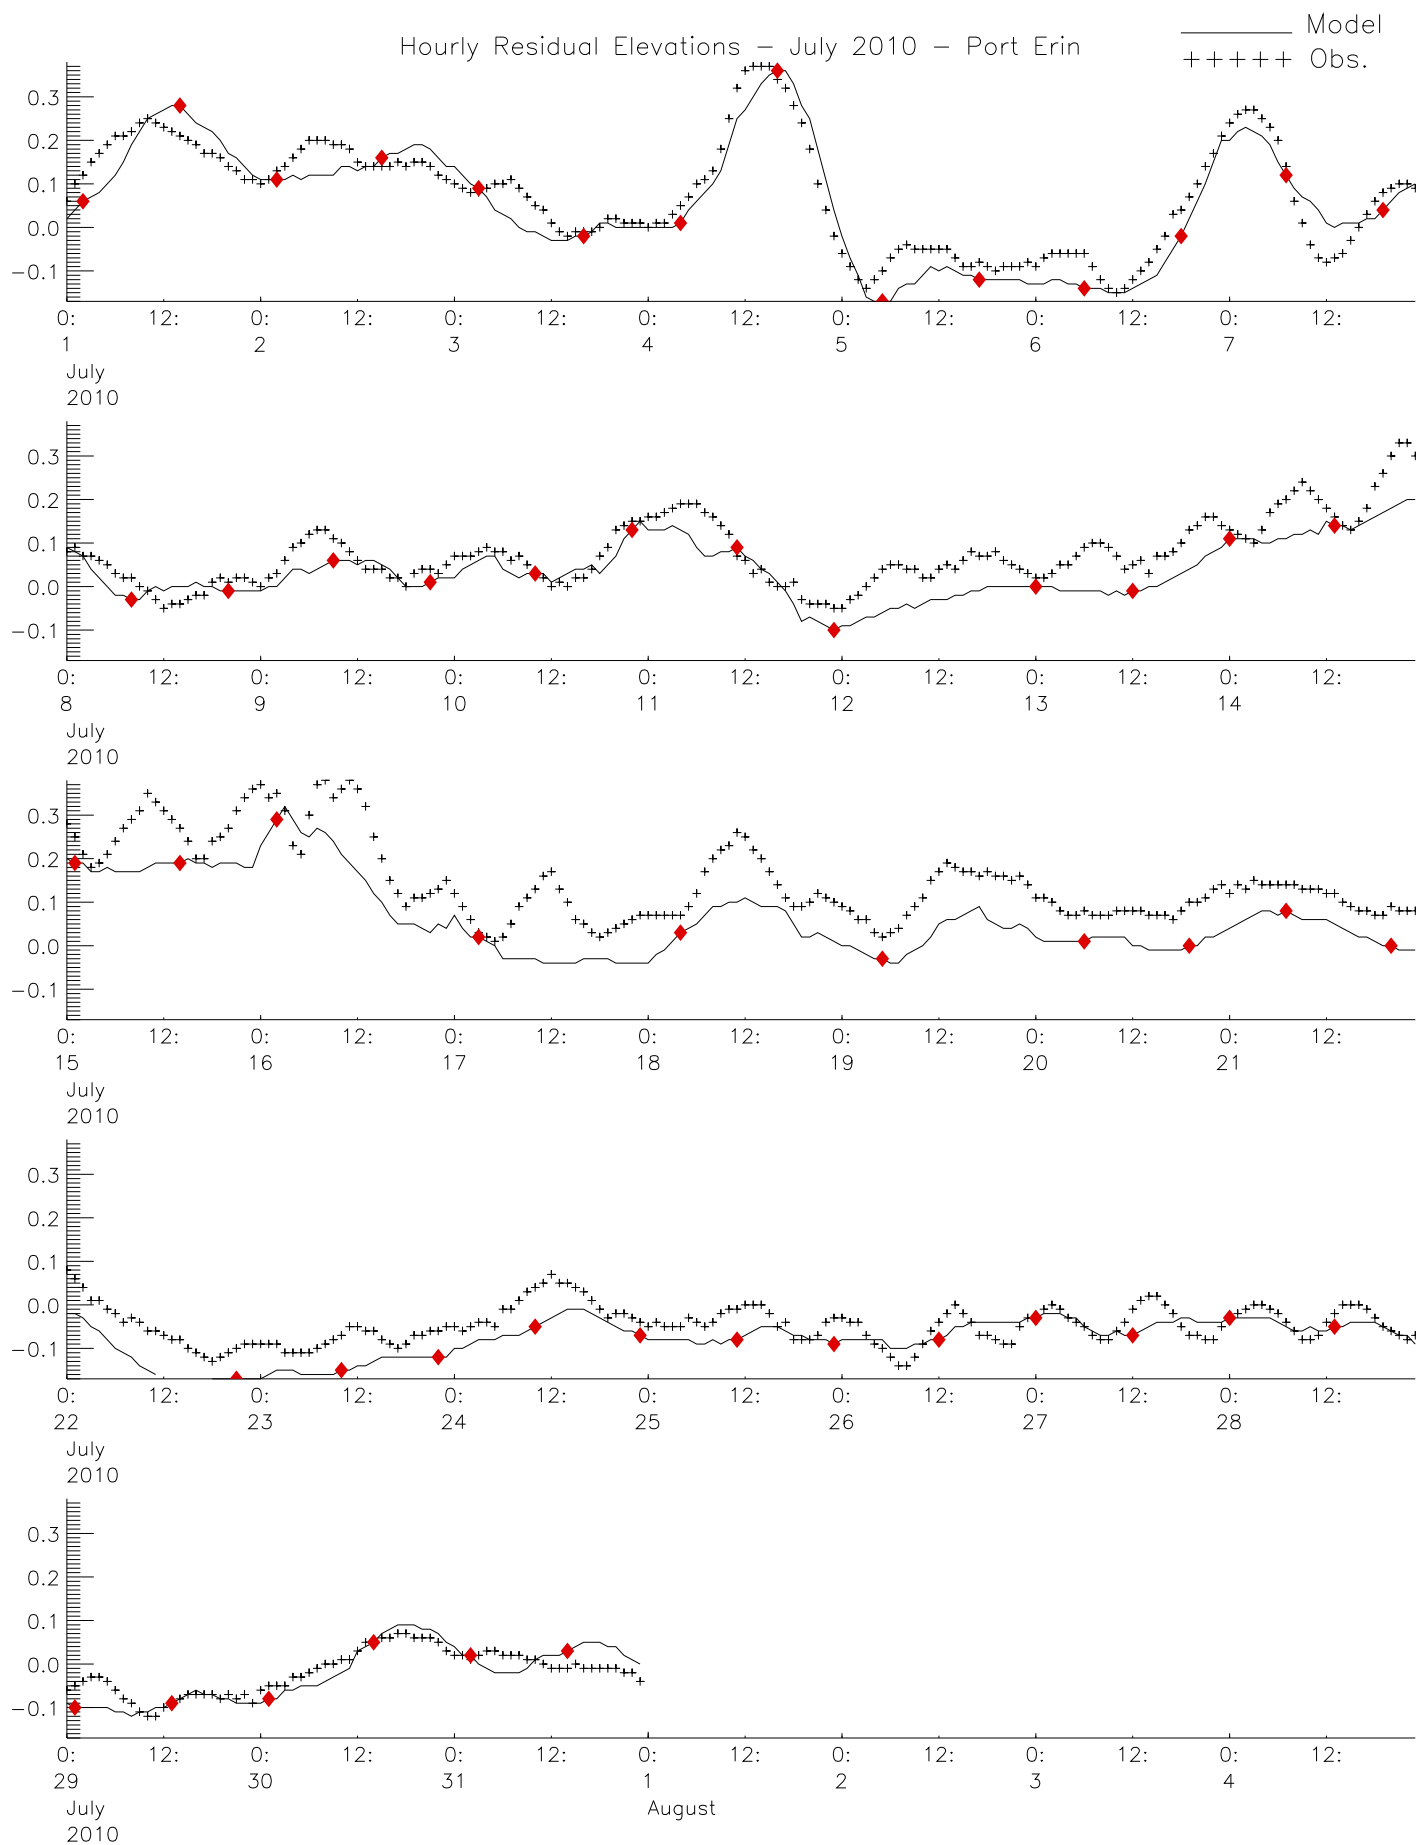 Hourly Residual Elevations - July 2010 - Port Erin
Model
+++++ Obs.
0.3
0.2
0.1
0.0
-0.1
0: 12: 0: 12: 0: 12: 0: 12: 0: 12: 0: 12: 0: 12:
1 2 3 4 5 6 7
July
2010
0.3
0.2
0.1
0.0
-0.1
0: 12: 0: 12: 0: 12: 0: 12: 0: 12: 0: 12: 0: 12:
8 9 10 11 12 13 14
July
2010
0.3
0.2
0.1
0.0
-0.1
0: 12: 0: 12: 0: 12: 0: 12: 0: 12: 0: 12: 0: 12:
15 16 17 18 19 20 21
July
2010
0.3
0.2
0.1
0.0
-0.1
0: 12: 0: 12: 0: 12: 0: 12: 0: 12: 0: 12: 0: 12:
22 23 24 25 26 27 28
July
2010
0.3
0.2
0.1
0.0
-0.1
0: 12: 0: 12: 0: 12: 0: 12: 0: 12: 0: 12: 0: 12:
29 30 31 1 2 3 4
July August
2010